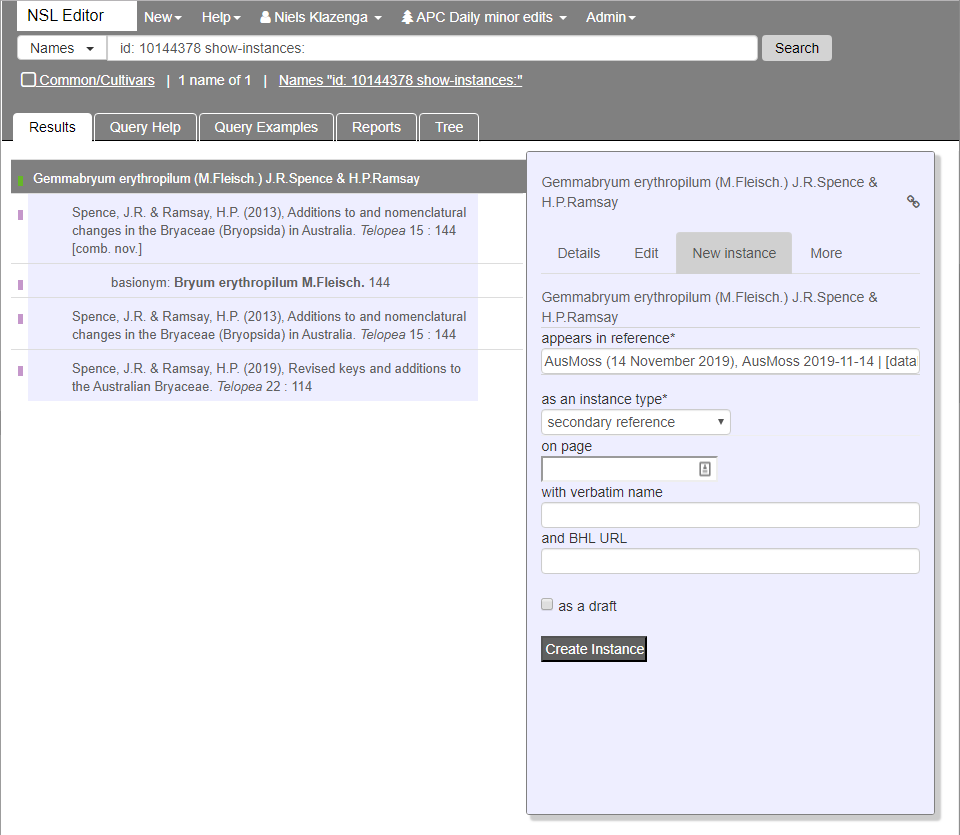 NSL Editor New Help Niels Klazenga APC Daily minor edits Admin
Names id: 10144378 show-instances: Search
Common/Cultivars | 1 name of 1 | Names "id: 10144378 show-instances:"
Results Query Help Query Examples Reports Tree
Gemmabryum erythropilum (M.Fleisch.) J.R.Spence & H.P.Ramsay
Spence, J.R. & Ramsay, H.P. (2013), Additions to and nomenclatural
changes in the Bryaceae (Bryopsida) in Australia. Telopea 15 : 144
[comb. nov.]
basionym: Bryum erythropilum M.Fleisch. 144
Spence, J.R. & Ramsay, H.P. (2013), Additions to and nomenclatural
changes in the Bryaceae (Bryopsida) in Australia. Telopea 15 : 144
Spence, J.R. & Ramsay, H.P. (2019), Revised keys and additions to
the Australian Bryaceae. Telopea 22 : 114
Gemmabryum erythropilum (M.Fleisch.) J.R.Spence &
H.P.Ramsay
Details Edit New instance More
Gemmabryum erythropilum (M.Fleisch.) J.R.Spence &
H.P.Ramsay
appears in reference*
AusMoss (14 November 2019), AusMoss 2019-11-14 | [data
as an instance type*
secondary reference
on page
with verbatim name
and BHL URL
as a draft
Create Instance